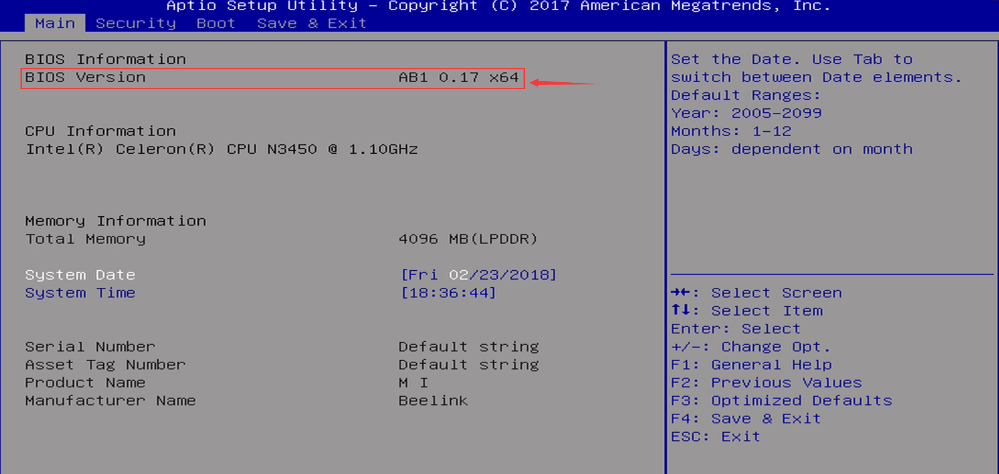 Aptio Setup Utility – Copyright (C) 2017 American Megatrends, Inc.
Main Security Boot Save & Exit
BIOS Information
BIOS Version AB1 0.17 x64
CPU Information
Intel(R) Celeron(R) CPU N3450 @ 1.10GHz
Memory Information
Total Memory 4096 MB(LPDDR)
System Date [Fri 02/23/2018]
System Time [18:36:44]
Serial Number Default string
Asset Tag Number Default string
Product Name M I
Manufacturer Name Beelink
Set the Date. Use Tab to
switch between Date elements.
Default Ranges:
Year: 2005–2099
Months: 1–12
Days: dependent on month
→←: Select Screen
↑↓: Select Item
Enter: Select
+/–: Change Opt.
F1: General Help
F2: Previous Values
F3: Optimized Defaults
F4: Save & Exit
ESC: Exit